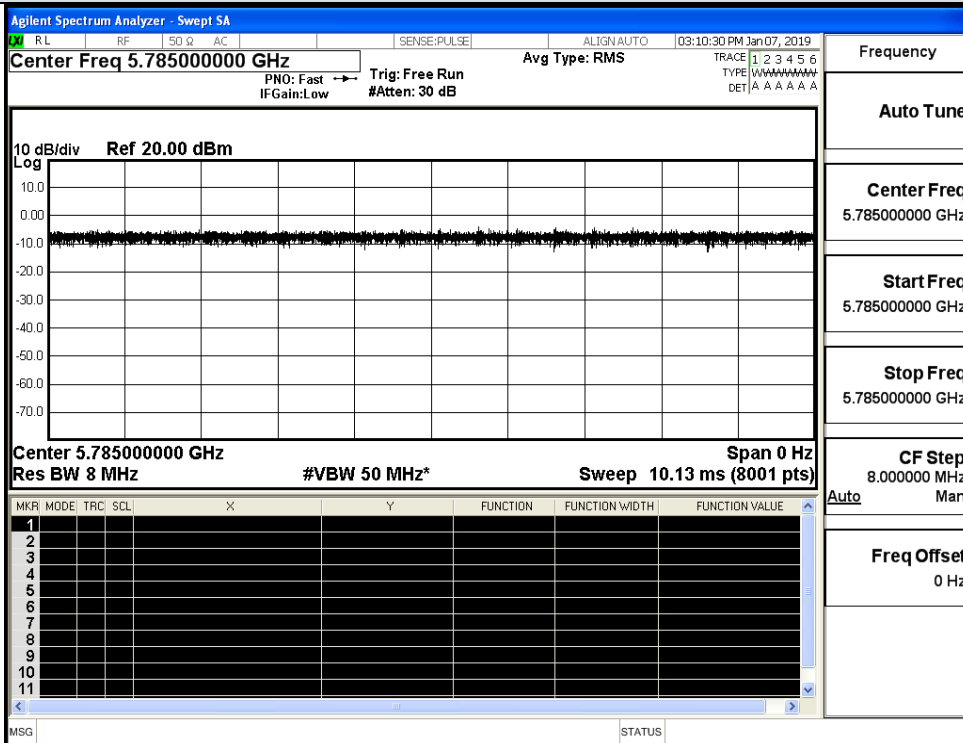 Agilent Spectrum Analyzer - Swept SA
LXI RL RF 50 Ω AC SENSE:PULSE ALIGN AUTO 03:10:30 PM Jan 07, 2019
Center Freq 5.785000000 GHz Avg Type: RMS TRACE 1 2 3 4 5 6
PNO: Fast Trig: Free Run TYPE WWWWWW
IFGain:Low #Atten: 30 dB DET A A A A A A
10 dB/div Ref 20.00 dBm
Log
10.0
0.00
-10.0
-20.0
-30.0
-40.0
-50.0
-60.0
-70.0
Center 5.785000000 GHz Span 0 Hz
Res BW 8 MHz #VBW 50 MHz* Sweep 10.13 ms (8001 pts)
MKR MODE TRC SCL X Y FUNCTION FUNCTION WIDTH FUNCTION VALUE
1
2
3
4
5
6
7
8
9
10
11
MSG STATUS
Frequency
Auto Tune
Center Freq
5.785000000 GHz
Start Freq
5.785000000 GHz
Stop Freq
5.785000000 GHz
CF Step
8.000000 MHz
Auto Man
Freq Offset
0 Hz